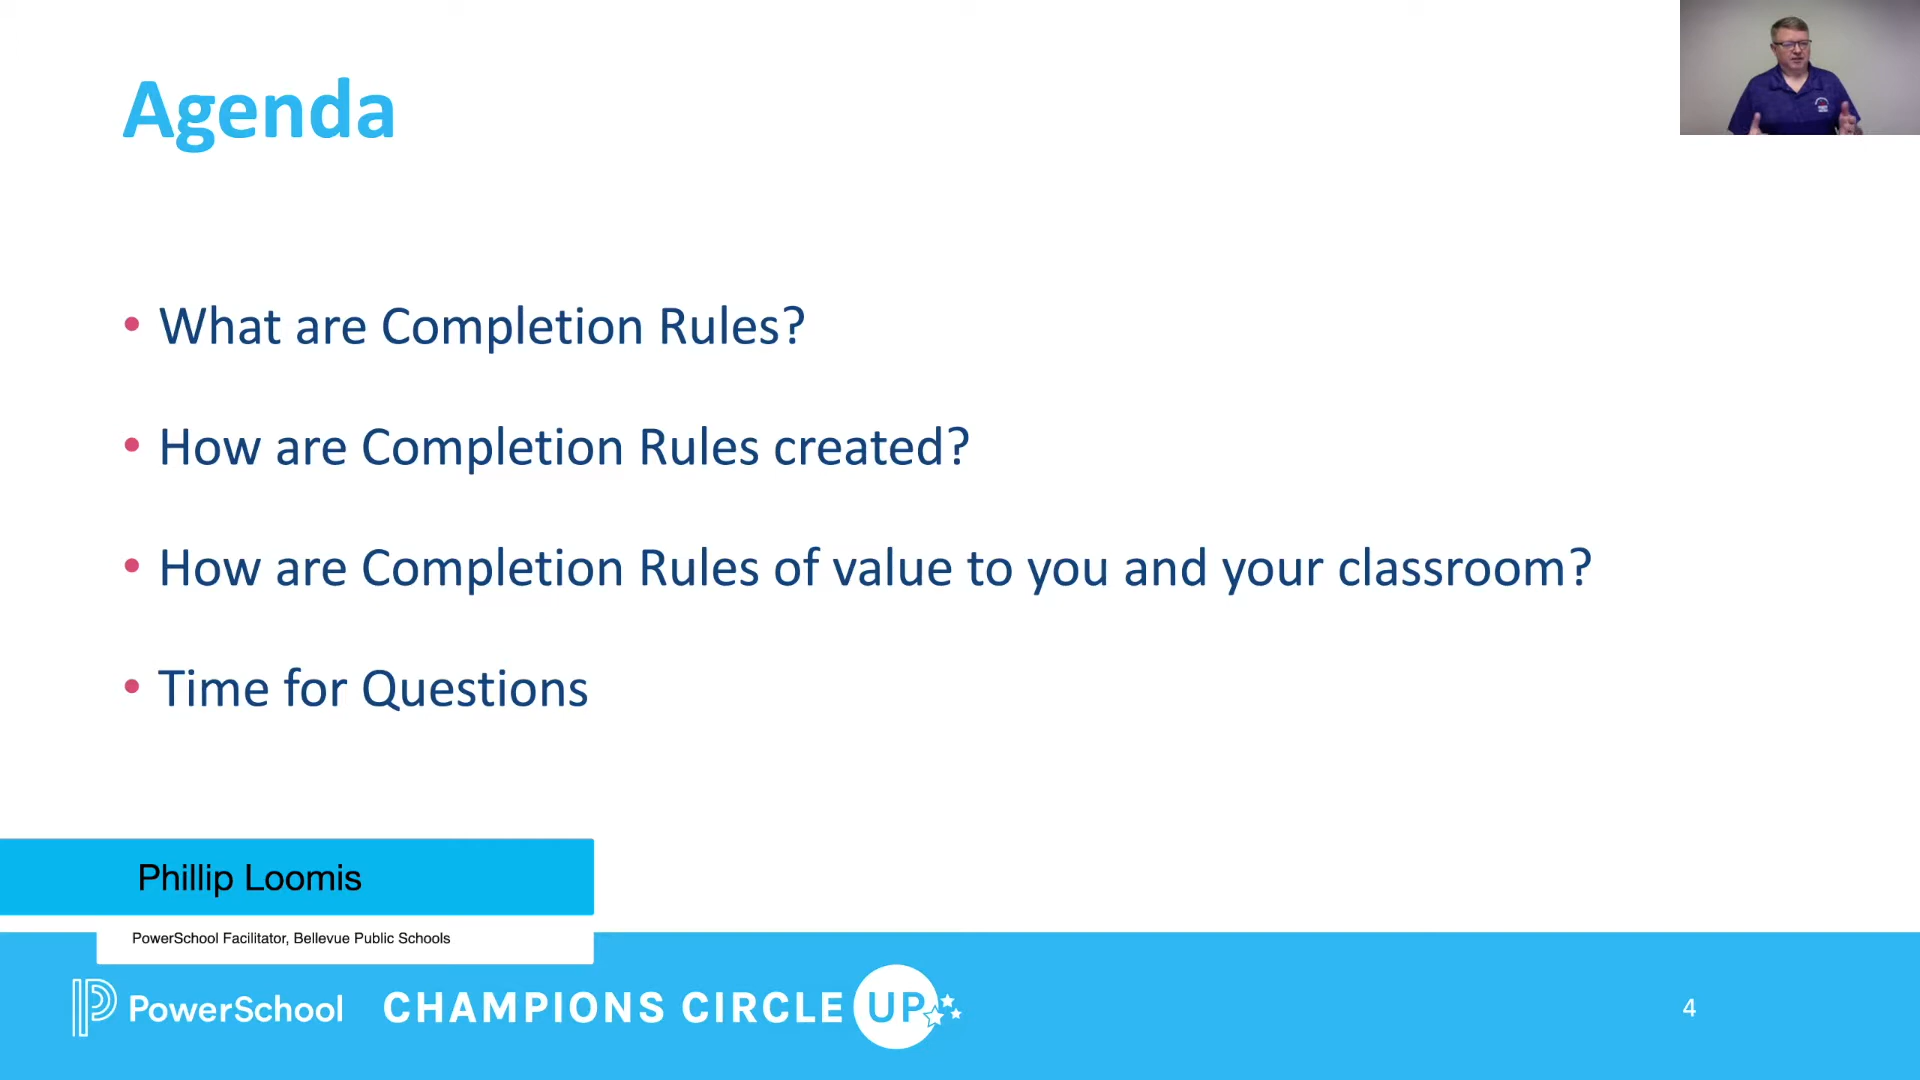 Agenda
• What are Completion Rules?
• How are Completion Rules created?
• How are Completion Rules of value to you and your classroom?
• Time for Questions
Phillip Loomis
PowerSchool Facilitator, Bellevue Public Schools
PowerSchool CHAMPIONS CIRCLE UP
4